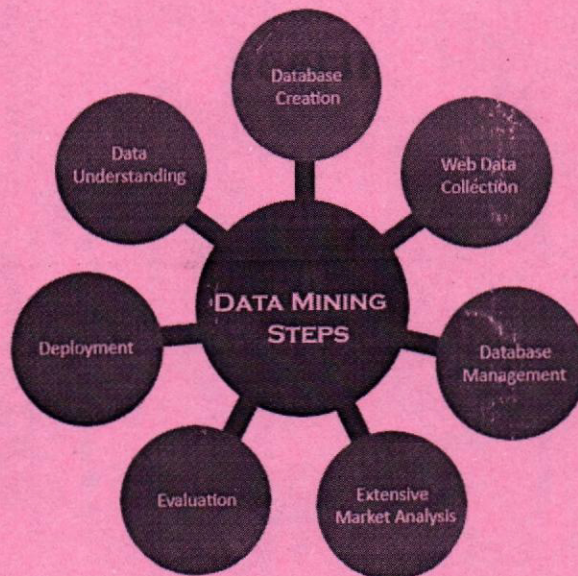 Database
Creation
Web Data
Collection
Database
Management
Extensive
Market Analysis
Evaluation
Deployment
Data
Understanding
DATA MINING
STEPS